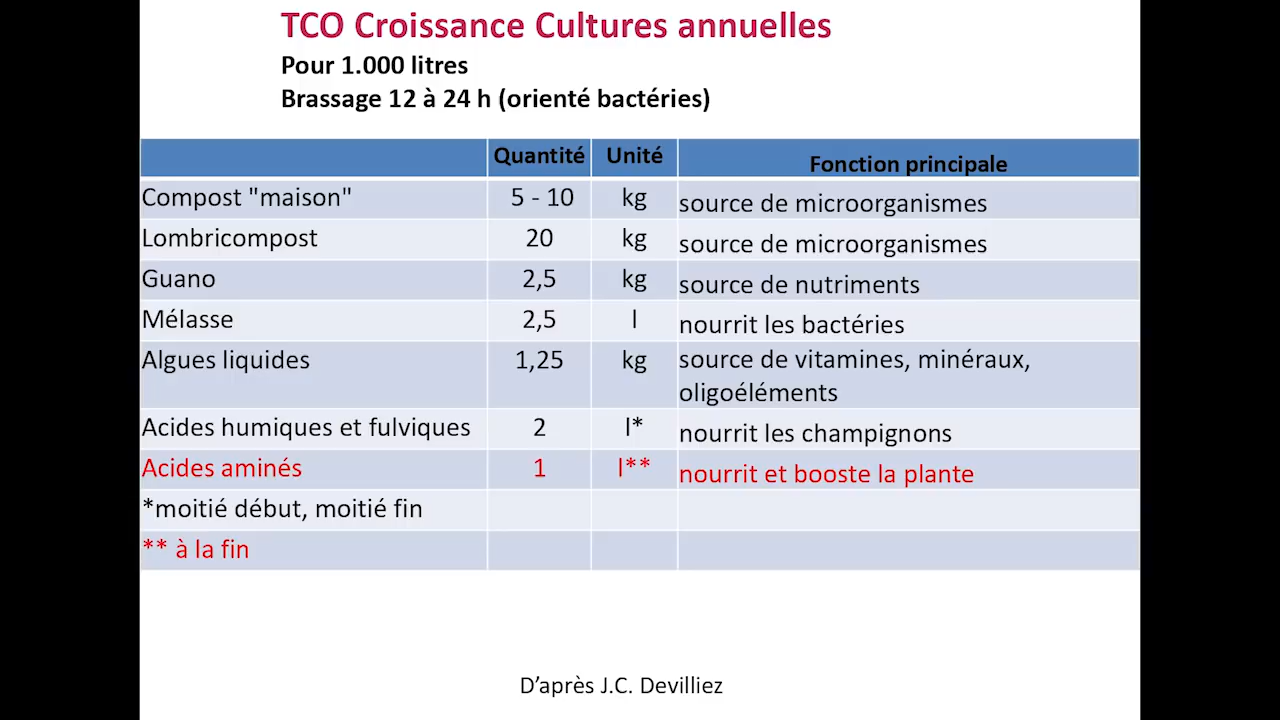 TCO Croissance Cultures annuelles
Pour 1.000 litres
Brassage 12 à 24 h (orienté bactéries)
Quantité Unité Fonction principale
Compost "maison" 5 - 10 kg source de microorganismes
Lombricompost 20 kg source de microorganismes
Guano 2,5 kg source de nutriments
Mélasse 2,5 l nourrit les bactéries
Algues liquides 1,25 kg source de vitamines, minéraux,
oligoéléments
Acides humiques et fulviques 2 l* nourrit les champignons
Acides aminés 1 l** nourrit et booste la plante
*moitié début, moitié fin
** à la fin
D’après J.C. Devilliez